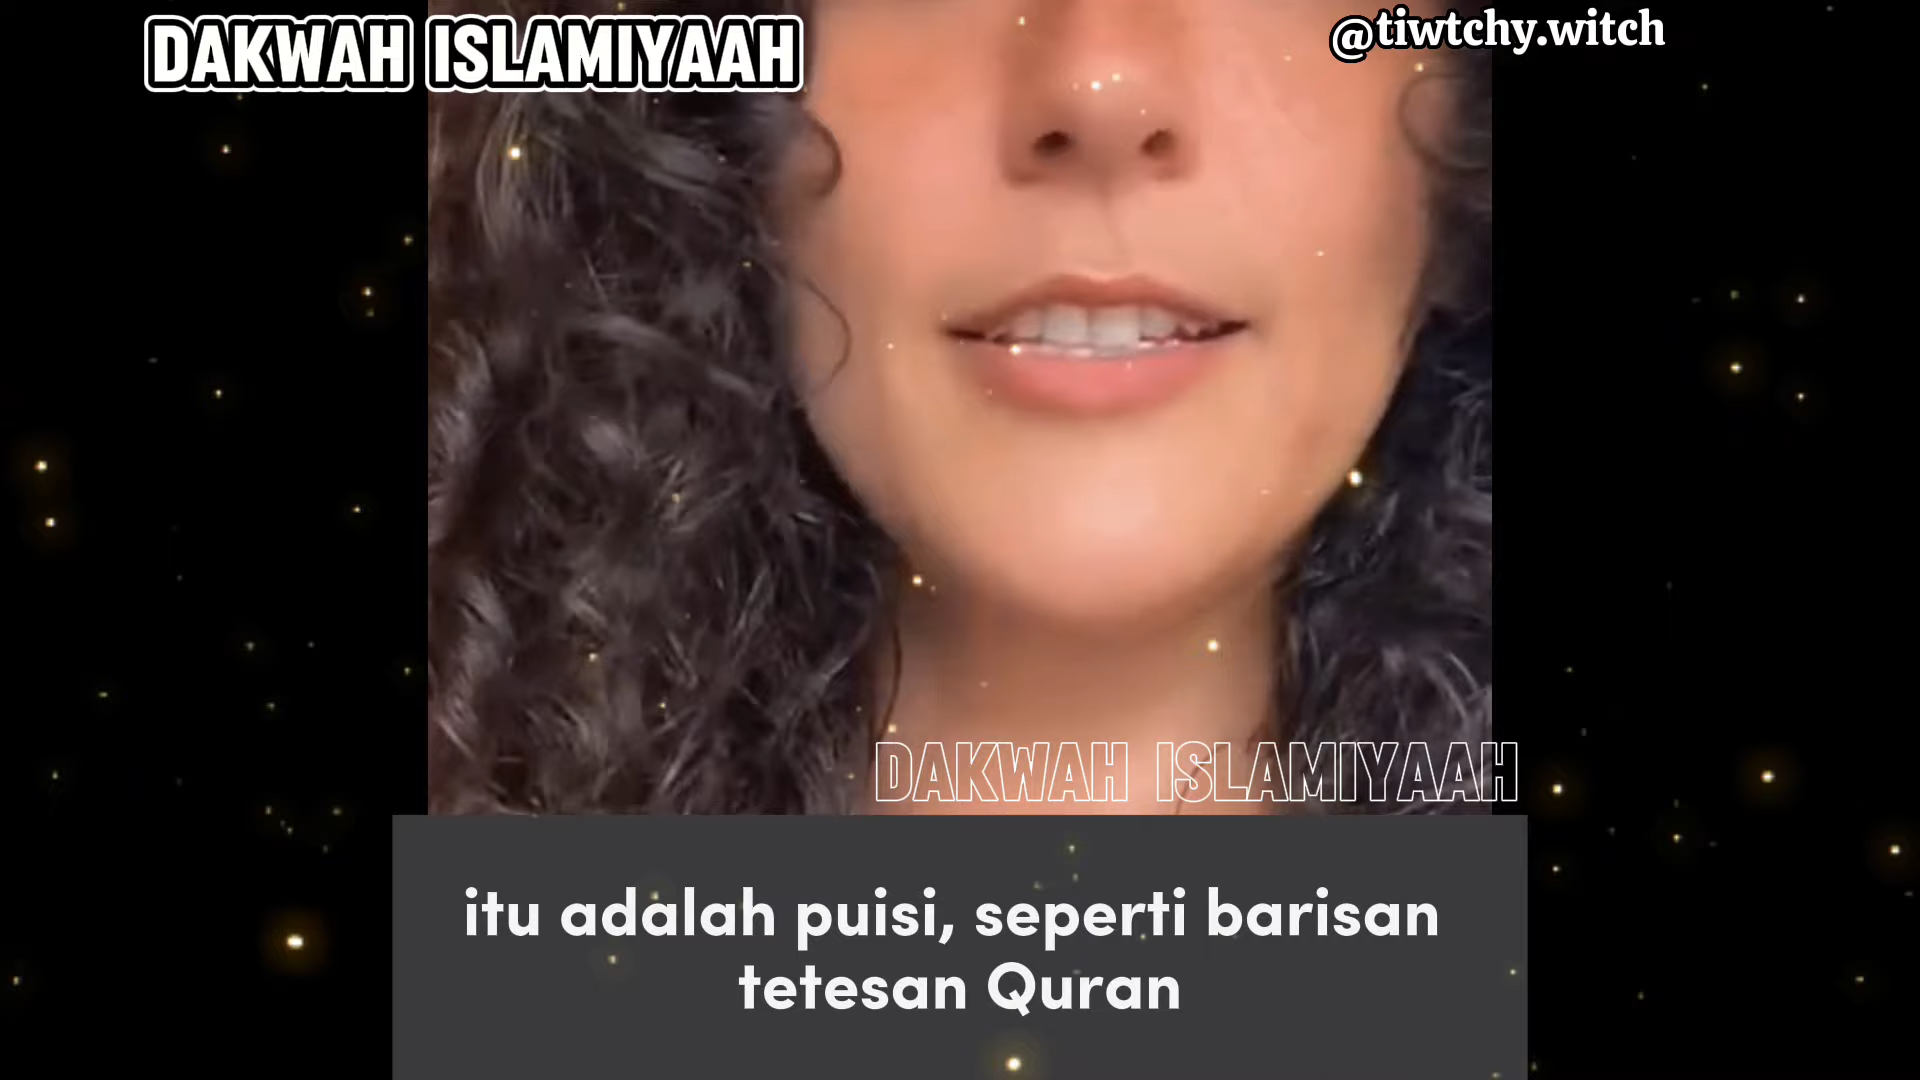 DAKWAH ISLAMIYAAH
@tiwtchy.witch
DAKWAH ISLAMIYAAH
itu adalah puisi, seperti barisan
tetesan Quran